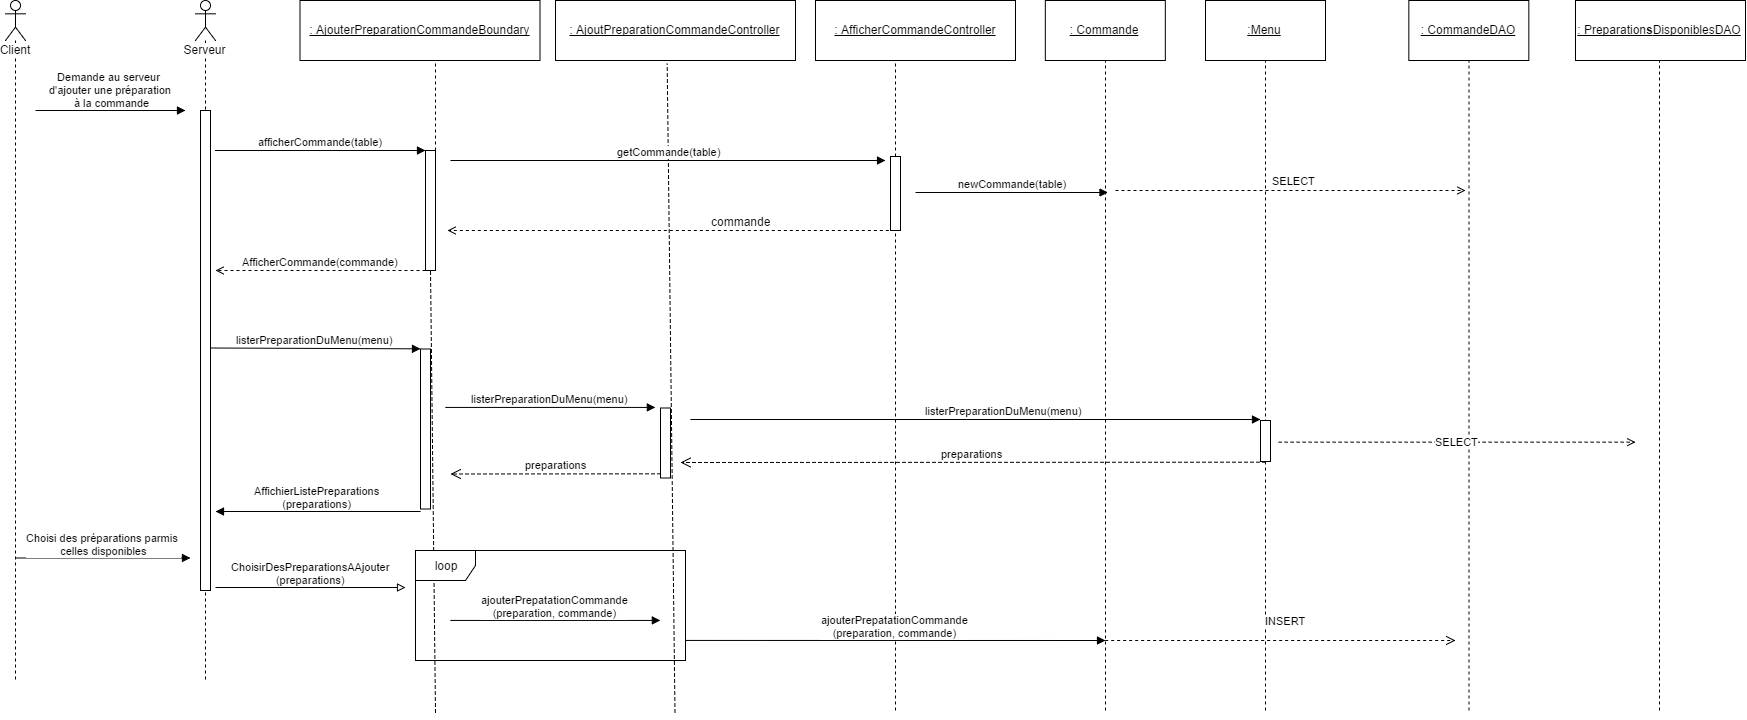 : AjouterPreparationCommandeBoundary
: AjoutPreparationCommandeController
: AfficherCommandeController
: Commande
:Menu
: CommandeDAO
: PreparationsDisponiblesDAO
Client
Serveur
Demande au serveur
d'ajouter une préparation
à la commande
afficherCommande(table)
getCommande(table)
newCommande(table)
SELECT
commande
AfficherCommande(commande)
listerPreparationDuMenu(menu)
listerPreparationDuMenu(menu)
listerPreparationDuMenu(menu)
SELECT
preparations
preparations
AffichierListePreparations
(preparations)
Choisi des préparations parmis
celles disponibles
ChoisirDesPreparationsAAjouter
(preparations)
loop
ajouterPrepatationCommande
(preparation, commande)
ajouterPrepatationCommande
(preparation, commande)
INSERT